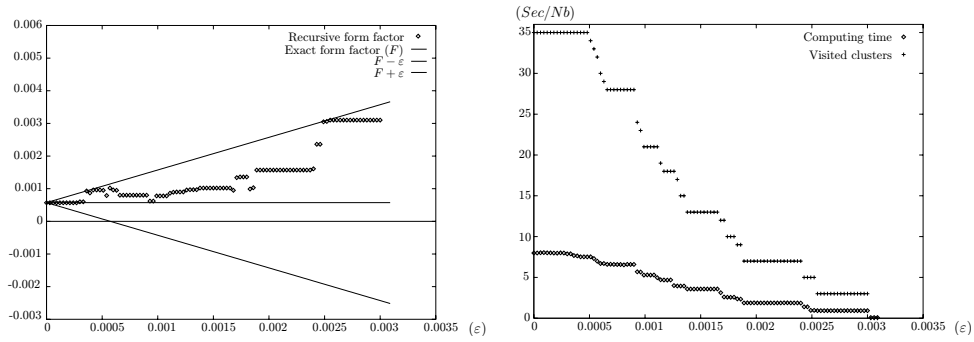 0.006
0.005
0.004
0.003
0.002
0.001
0
-0.001
-0.002
-0.003
0 0.0005 0.001 0.0015 0.002 0.0025 0.003 0.0035
(ε)
Recursive form factor
Exact form factor (F)
F − ε
F + ε
(Sec/Nb)
35
30
25
20
15
10
5
0
0 0.0005 0.001 0.0015 0.002 0.0025 0.003 0.0035
(ε)
Computing time
Visited clusters